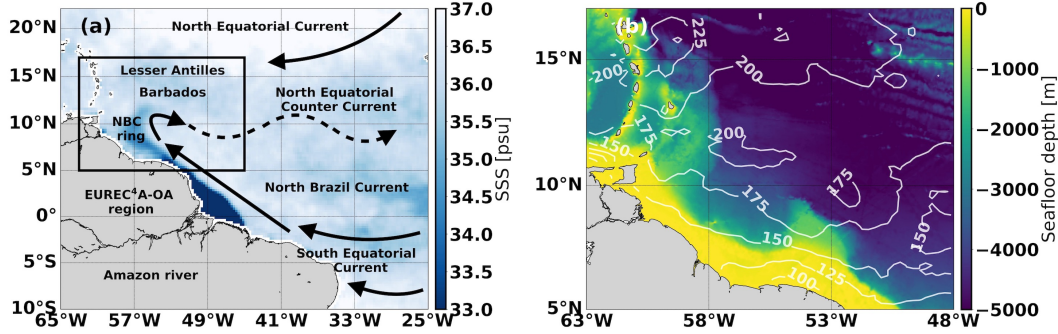 (a)
North Equatorial Current
Lesser Antilles
Barbados
North Equatorial
Counter Current
NBC
ring
North Brazil Current
EUREC⁴A-OA
region
South Equatorial
Current
Amazon river
20°N
15°N
10°N
5°N
0°
5°S
10°S
65°W 57°W 49°W 41°W 33°W 25°W
37.0
36.5
36.0
35.5
35.0
34.5
34.0
33.5
33.0
SSS [psu]
(b)
225
200
200
175
200
150
175
175
150
150
125
100
15°N
10°N
5°N
63°W 58°W 53°W 48°W
0
−1000
−2000
−3000
−4000
−5000
Seafloor depth [m]